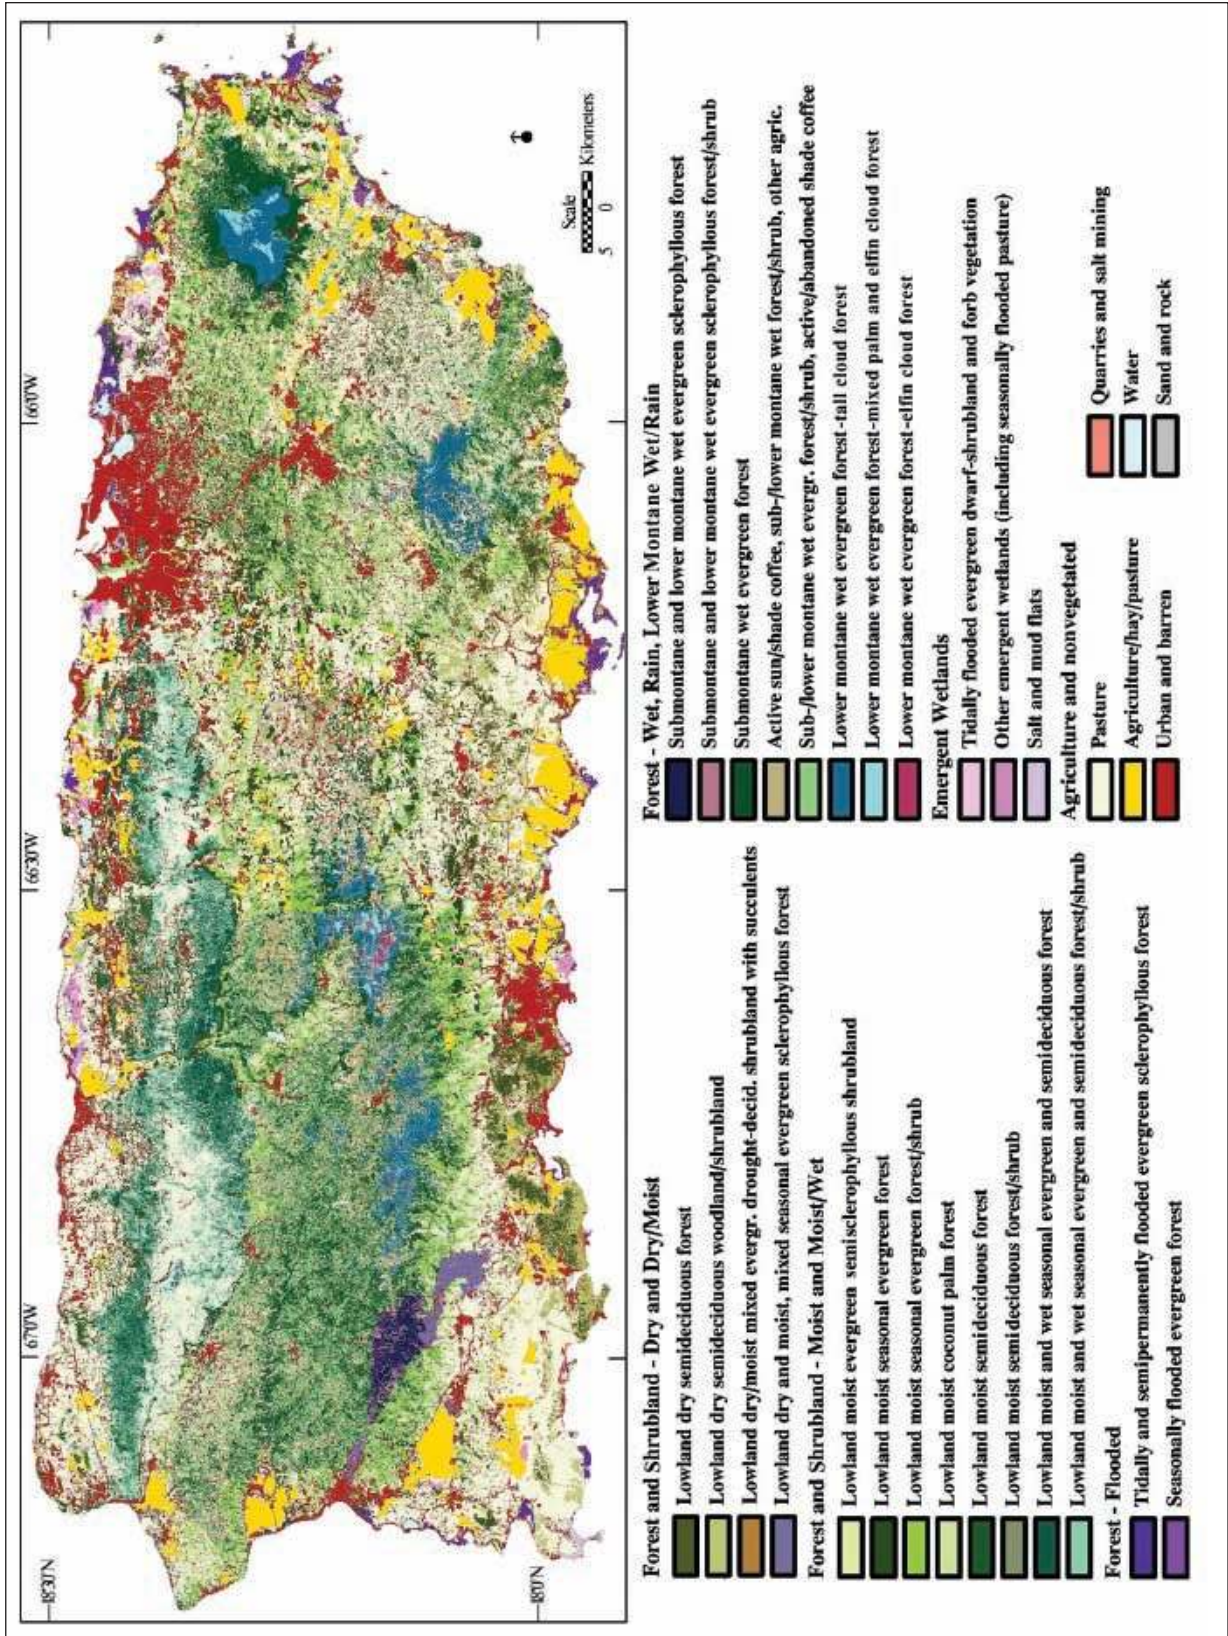 67°0'W
66°30'W
66°0'W
18°30'N
18°0'N
Scale
5 0 Kilometers
Forest and Shrubland - Dry and Dry/Moist
Lowland dry semideciduous forest
Lowland dry semideciduous woodland/shrubland
Lowland dry/moist mixed evergr. drought-decid. shrubland with succulents
Lowland dry and moist, mixed seasonal evergreen sclerophyllous forest
Forest and Shrubland - Moist and Moist/Wet
Lowland moist evergreen semisclerophyllous shrubland
Lowland moist seasonal evergreen forest
Lowland moist seasonal evergreen forest/shrub
Lowland moist coconut palm forest
Lowland moist semideciduous forest
Lowland moist semideciduous forest/shrub
Lowland moist and wet seasonal evergreen and semideciduous forest
Lowland moist and wet seasonal evergreen and semideciduous forest/shrub
Forest - Flooded
Tidally and semipermanently flooded evergreen sclerophyllous forest
Seasonally flooded evergreen forest
Forest - Wet, Rain, Lower Montane Wet/Rain
Submontane and lower montane wet evergreen sclerophyllous forest
Submontane and lower montane wet evergreen sclerophyllous forest/shrub
Submontane wet evergreen forest
Active sun/shade coffee, sub-/lower montane wet forest/shrub, other agric.
Sub-/lower montane wet evergr. forest/shrub, active/abandoned shade coffee
Lower montane wet evergreen forest-tall cloud forest
Lower montane wet evergreen forest-mixed palm and elfin cloud forest
Lower montane wet evergreen forest-elfin cloud forest
Emergent Wetlands
Tidally flooded evergreen dwarf-shrubland and forb vegetation
Other emergent wetlands (including seasonally flooded pasture)
Salt and mud flats
Agriculture and nonvegetated
Pasture
Agriculture/hay/pasture
Urban and barren
Quarries and salt mining
Water
Sand and rock